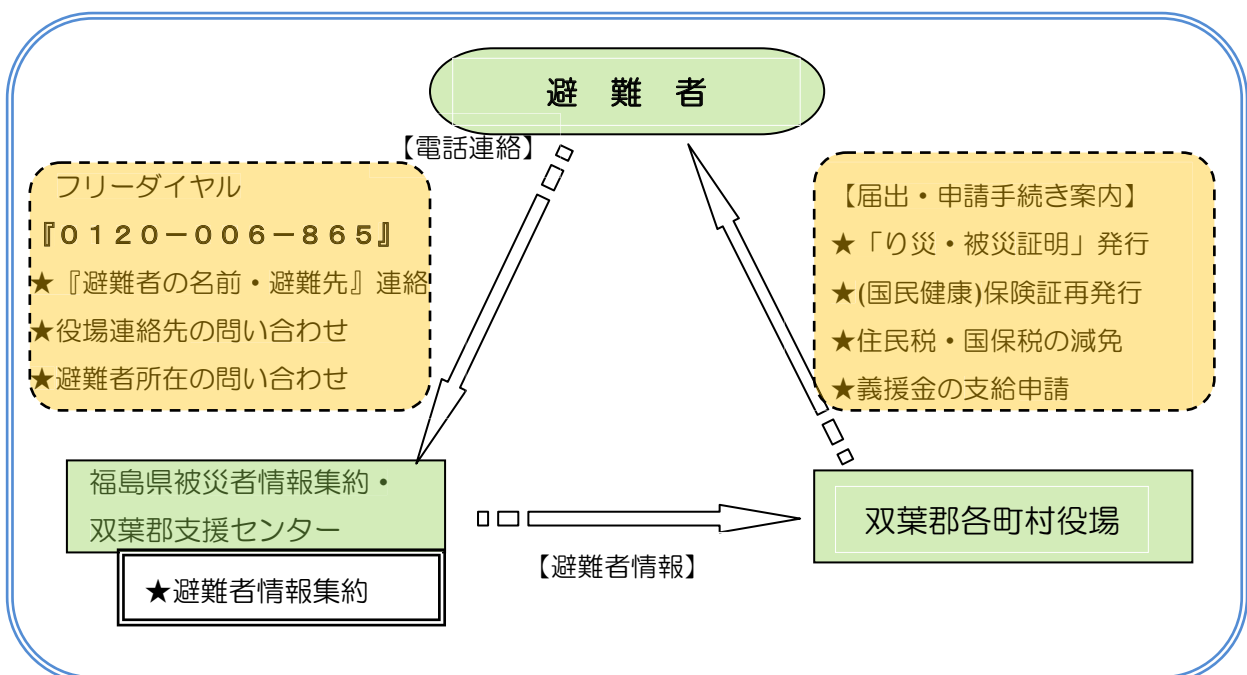 避 難 者
【電話連絡】
フリーダイヤル
『0120-006-865』
★『避難者の名前・避難先』連絡
★役場連絡先の問い合わせ
★避難者所在の問い合わせ
【届出・申請手続き案内】
★「り災・被災証明」発行
★(国民健康)保険証再発行
★住民税・国保税の減免
★義援金の支給申請
福島県被災者情報集約・
双葉郡支援センター
★避難者情報集約
【避難者情報】
双葉郡各町村役場